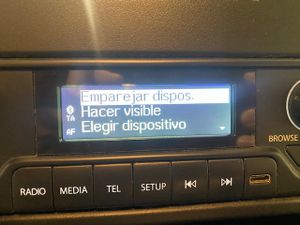 Emparejar dispos.
Hacer visible
TA
Elegir dispositivo
AF
BROWSE
RADIO
MEDIA
TEL
SETUP